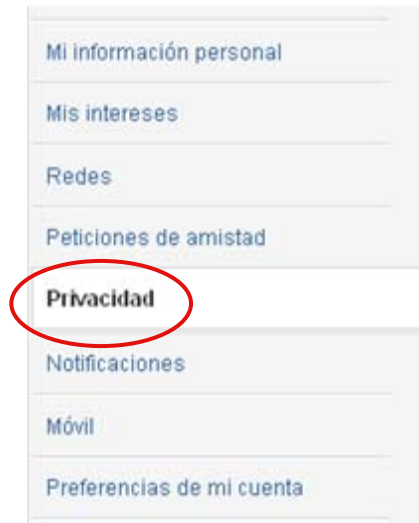 Mi información personal
Mis intereses
Redes
Peticiones de amistad
Privacidad
Notificaciones
Móvil
Preferencias de mi cuenta